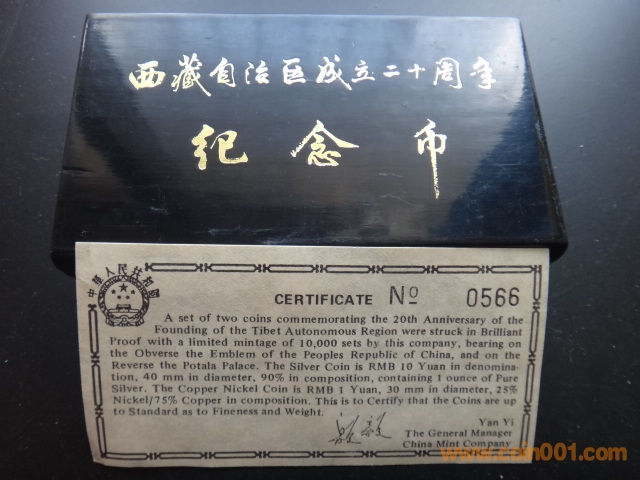 西藏自治区成立二十周年
纪念币
中华人民共和国
CERTIFICATE No 0566
A set of two coins commemorating the 20th Anniversary of the
Founding of the Tibet Autonomous Region were struck in Brilliant
Proof with a limited mintage of 10,000 sets by this company, bearing on
the Obverse the Emblem of the Peoples Republic of China, and on the
Reverse the Potala Palace. The Silver Coin is RMB 10 Yuan in denomina-
tion, 40 mm in diameter, 90% in composition, containing 1 ounce of Pure
Silver. The Copper Nickel Coin is RMB 1 Yuan, 30 mm in diameter, 25%
Nickel/75% Copper in composition. This is to Certify that the Coins are up
to Standard as to Fineness and Weight.
Yan Yi
The General Manager
China Mint Company
www.coin001.com